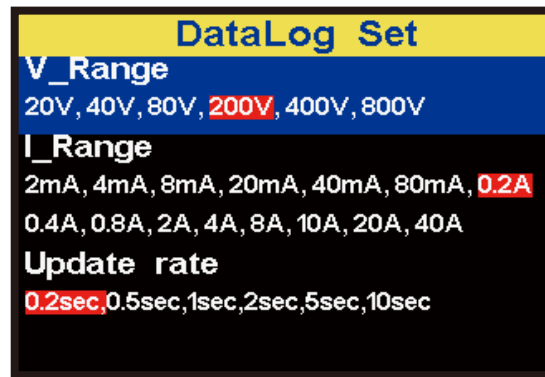 DataLog Set
V_Range
20V, 40V, 80V, 200V, 400V, 800V
I_Range
2mA, 4mA, 8mA, 20mA, 40mA, 80mA, 0.2A
0.4A, 0.8A, 2A, 4A, 8A, 10A, 20A, 40A
Update rate
0.2sec,0.5sec,1sec,2sec,5sec,10sec